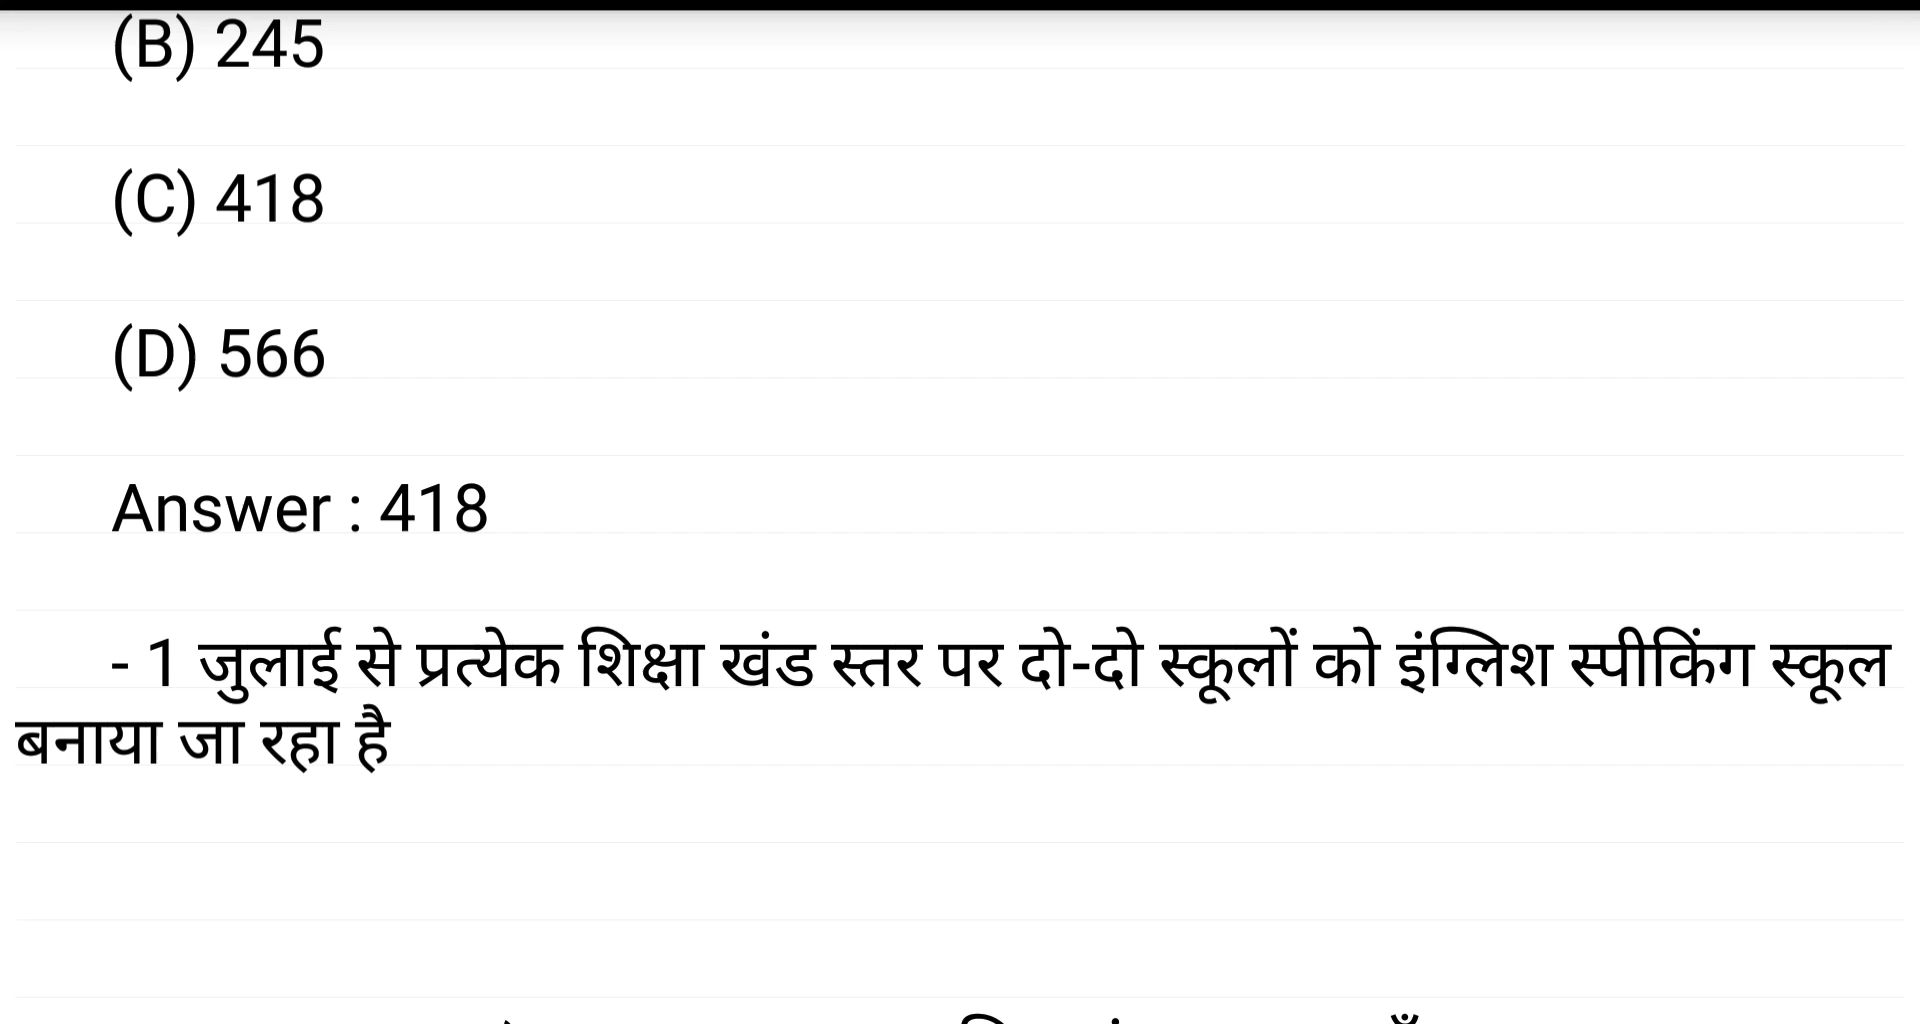 (B) 245
(C) 418
(D) 566
Answer : 418
- 1 जुलाई से प्रत्येक शिक्षा खंड स्तर पर दो-दो स्कूलों को इंग्लिश स्पीकिंग स्कूल
बनाया जा रहा है